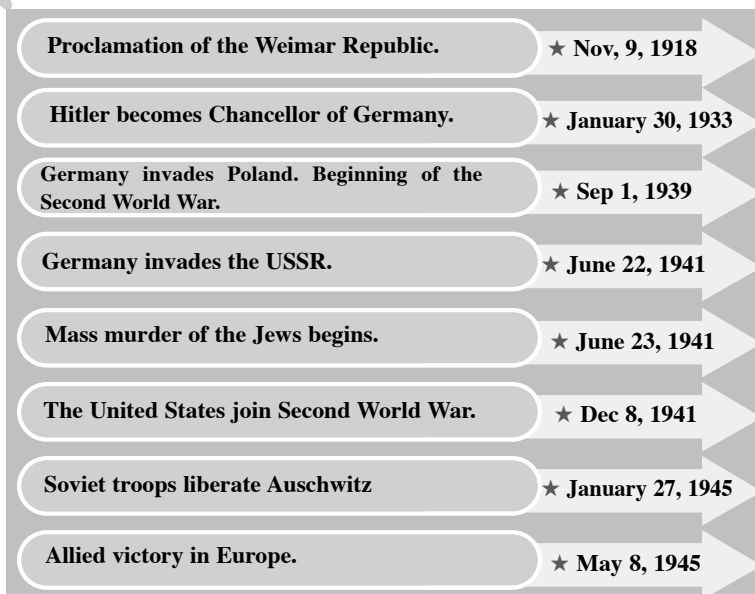 Proclamation of the Weimar Republic.
★ Nov, 9, 1918
Hitler becomes Chancellor of Germany.
★ January 30, 1933
Germany invades Poland. Beginning of the
Second World War.
★ Sep 1, 1939
Germany invades the USSR.
★ June 22, 1941
Mass murder of the Jews begins.
★ June 23, 1941
The United States join Second World War.
★ Dec 8, 1941
Soviet troops liberate Auschwitz
★ January 27, 1945
Allied victory in Europe.
★ May 8, 1945